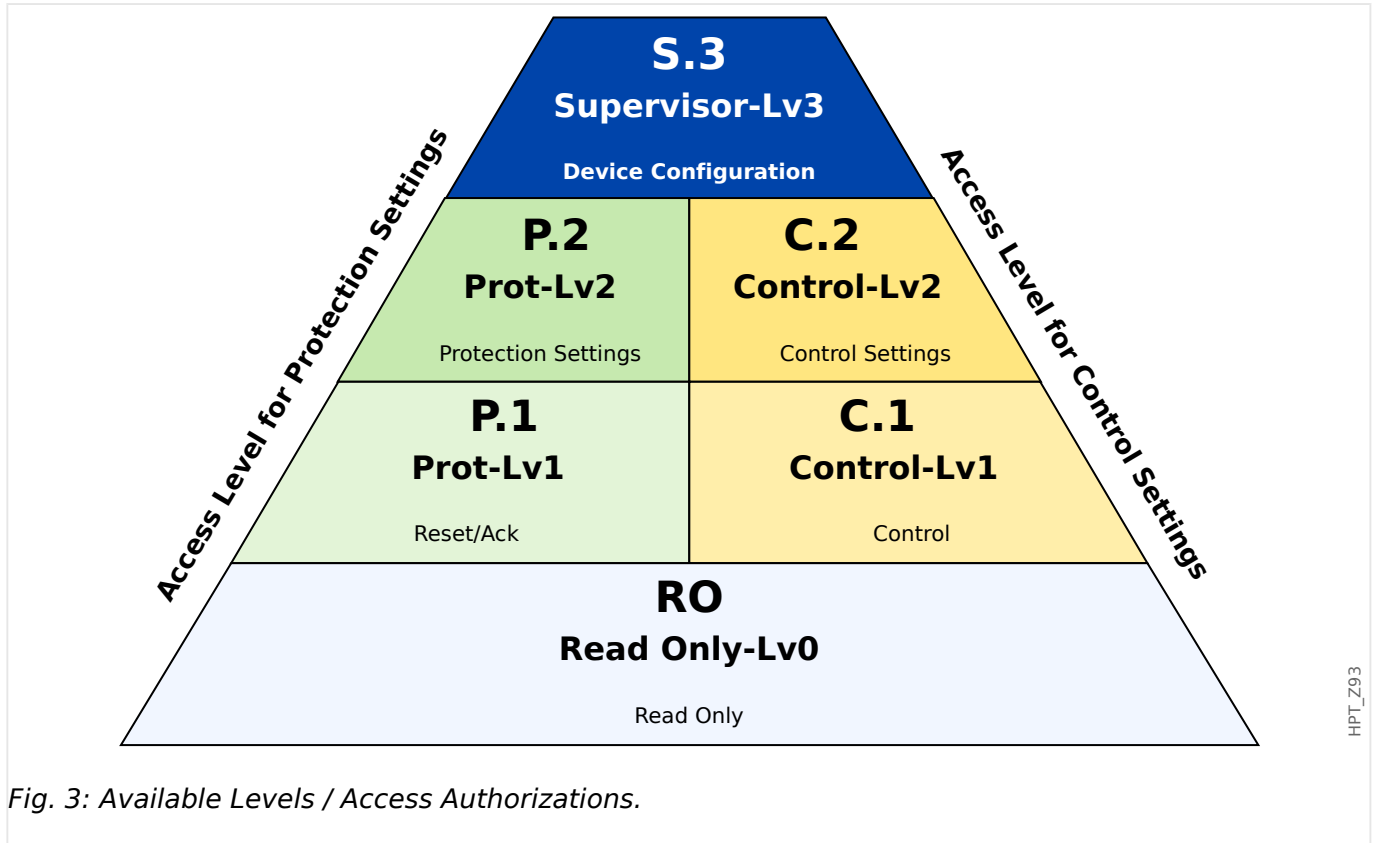 S.3
Supervisor-Lv3
Device Configuration
Access Level for Protection Settings
Access Level for Control Settings
P.2
Prot-Lv2
Protection Settings
C.2
Control-Lv2
Control Settings
P.1
Prot-Lv1
Reset/Ack
C.1
Control-Lv1
Control
RO
Read Only-Lv0
Read Only
HPT_Z93
Fig. 3: Available Levels / Access Authorizations.